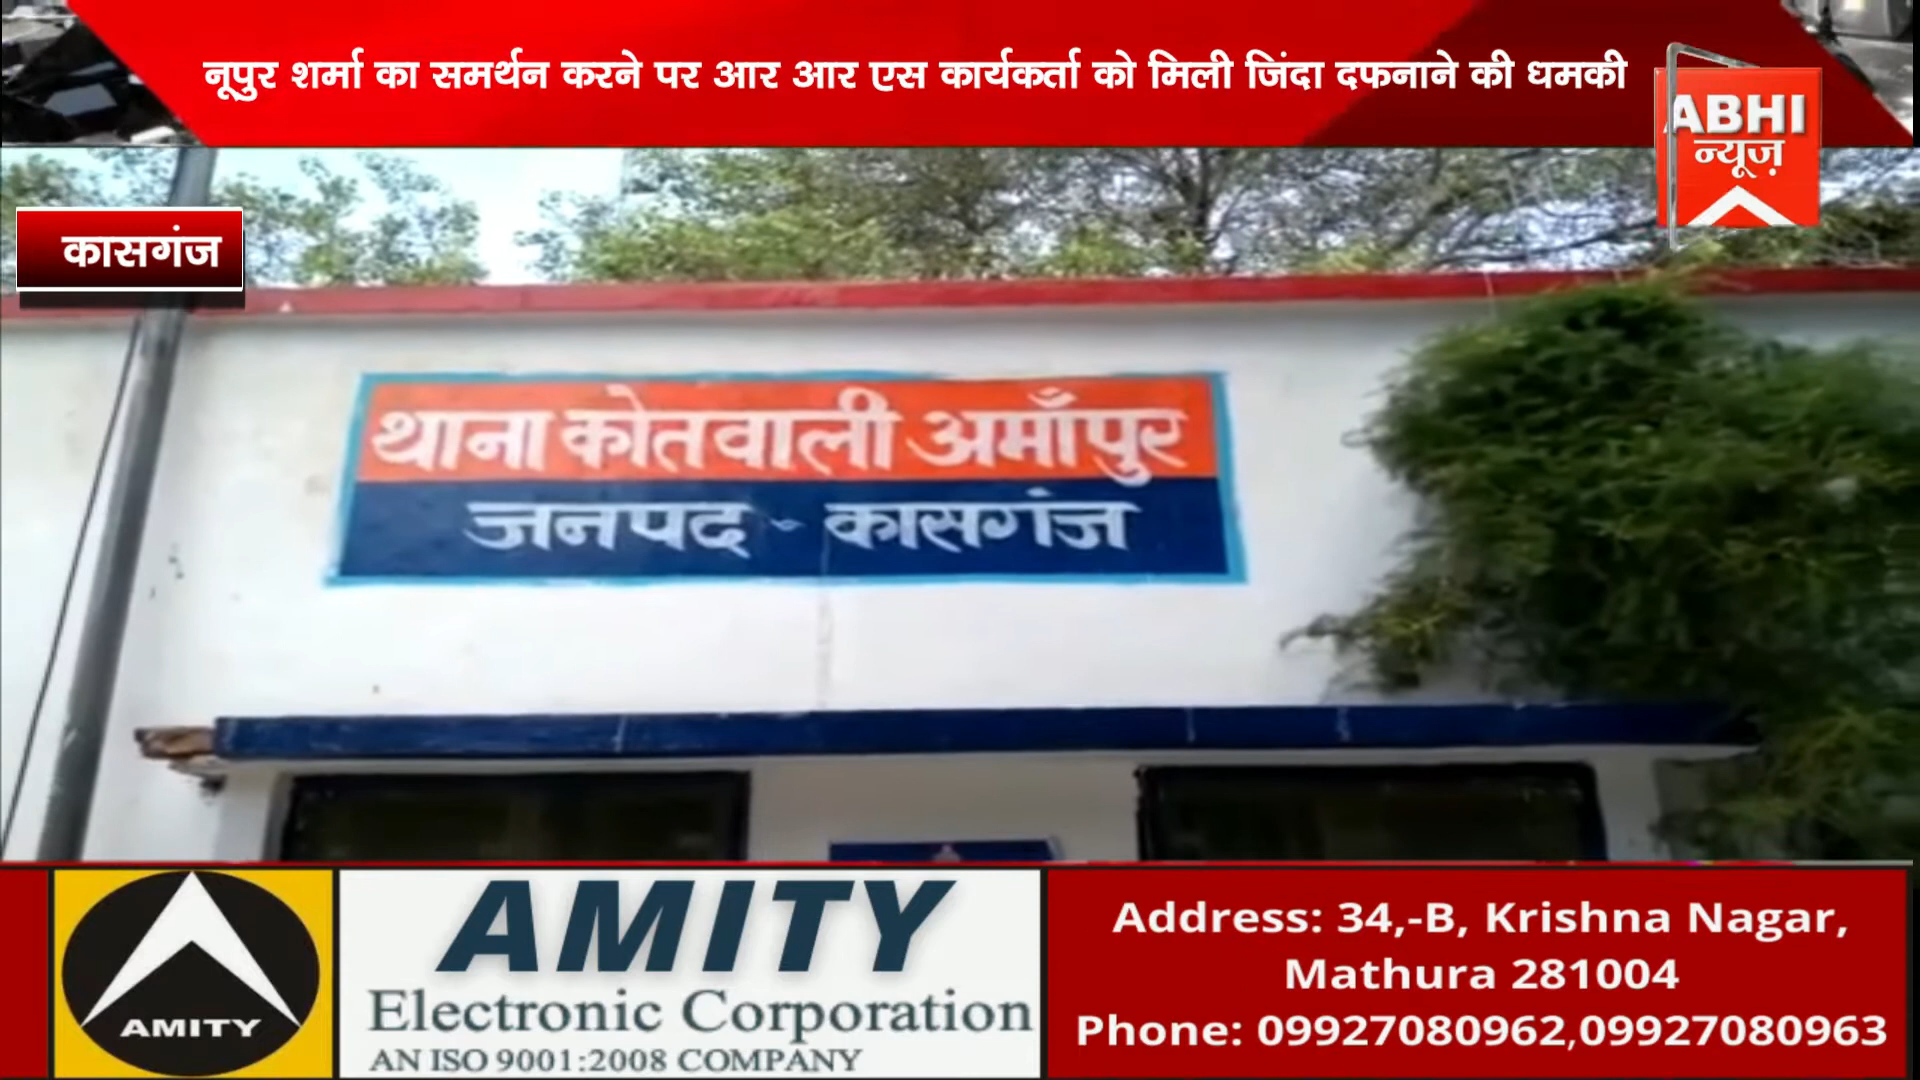 नूपुर शर्मा का समर्थन करने पर आर आर एस कार्यकर्ता को मिली जिंदा दफनाने की धमकी
ABHI
न्यूज़
कासगंज
थाना कोतवाली अमाँपुर
जनपद - कासगंज
AMITY
AMITY
Electronic Corporation
AN ISO 9001:2008 COMPANY
Address: 34,-B, Krishna Nagar,
Mathura 281004
Phone: 09927080962,09927080963